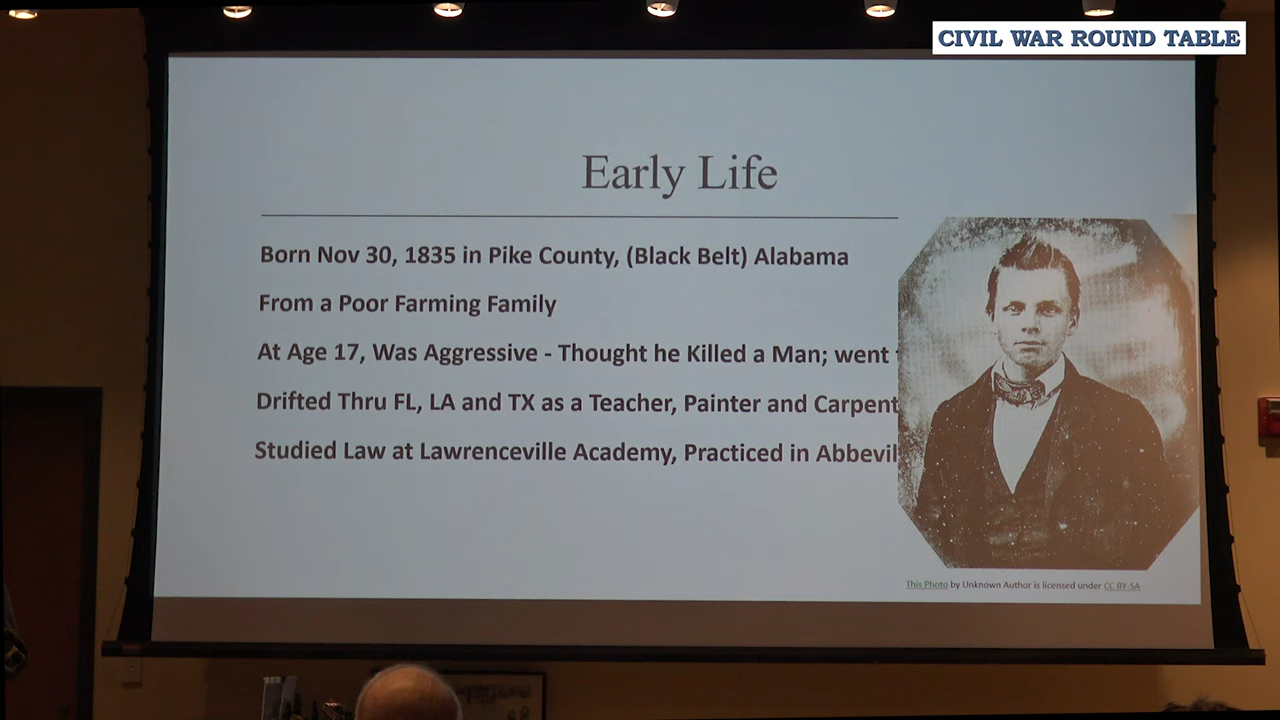 CIVIL WAR ROUND TABLE
Early Life
Born Nov 30, 1835 in Pike County, (Black Belt) Alabama
From a Poor Farming Family
At Age 17, Was Aggressive - Thought he Killed a Man; went
Drifted Thru FL, LA and TX as a Teacher, Painter and Carpent
Studied Law at Lawrenceville Academy, Practiced in Abbevil
This Photo by Unknown Author is licensed under CC BY-SA